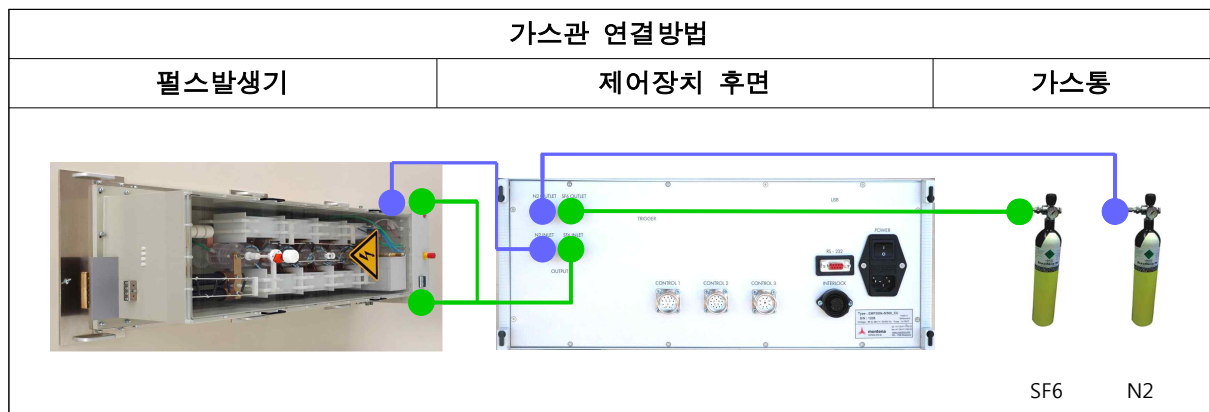 가스관 연결방법
펄스발생기
제어장치 후면
가스통
N2 OUTLET
SF6 OUTLET
USB
TRIGGER
N2 INLET
SF6 INLET
POWER
RS - 232
OUTPUT
CONTROL 1
CONTROL 2
CONTROL 3
INTERLOCK
SF6
N2